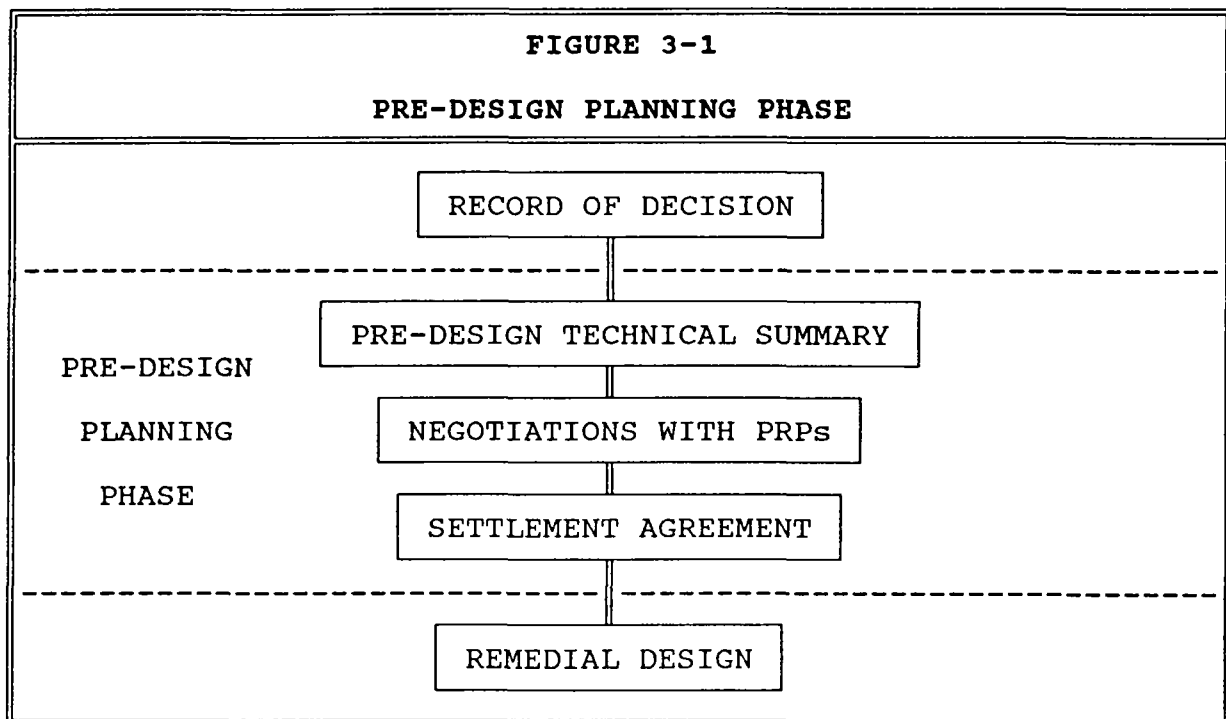 FIGURE 3-1
PRE-DESIGN PLANNING PHASE
RECORD OF DECISION
PRE-DESIGN TECHNICAL SUMMARY
PRE-DESIGN
PLANNING
PHASE
NEGOTIATIONS WITH PRPs
SETTLEMENT AGREEMENT
REMEDIAL DESIGN